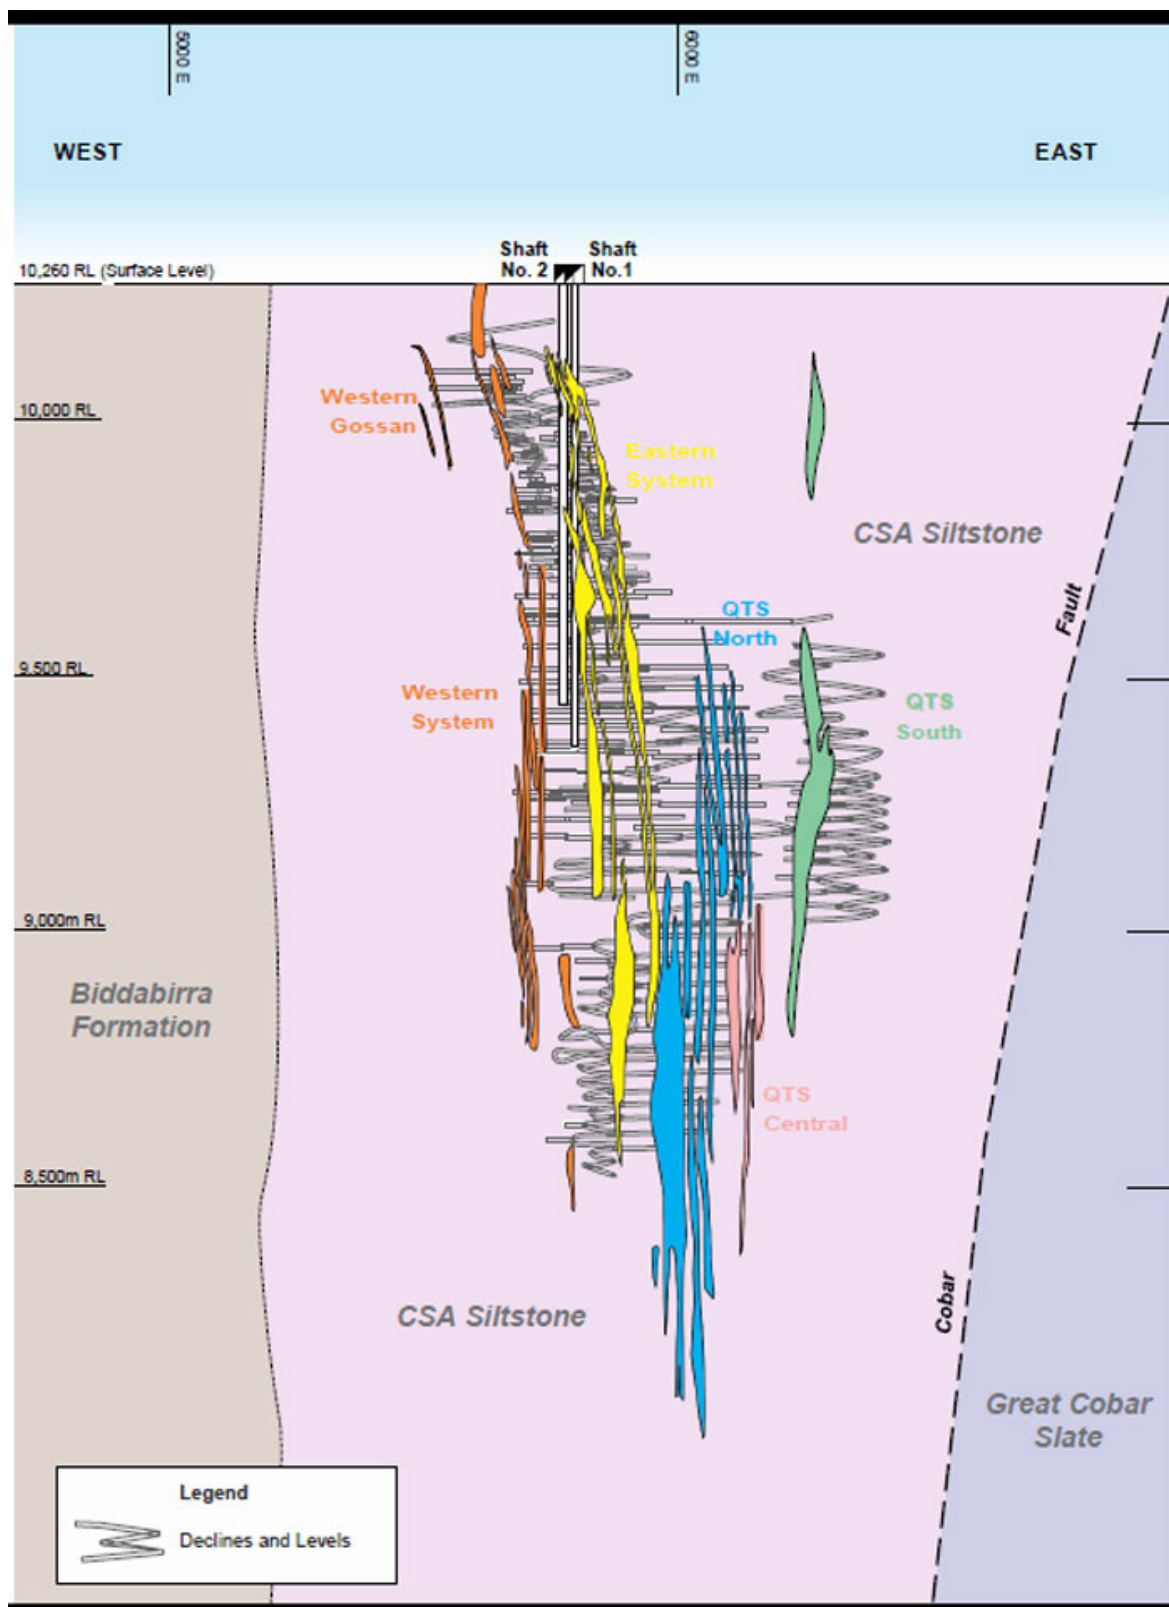 5000 E
6000 E
WEST
EAST
Shaft No. 2
Shaft No.1
10,260 RL (Surface Level)
10,000 RL
Western
Gossan
Eastern
System
CSA Siltstone
Fault
QTS
North
9.500 RL
Western
System
QTS
South
9,000m RL
Biddabirra
Formation
QTS
Central
8,500m RL
CSA Siltstone
Cobar
Great Cobar
Slate
Legend
Declines and Levels